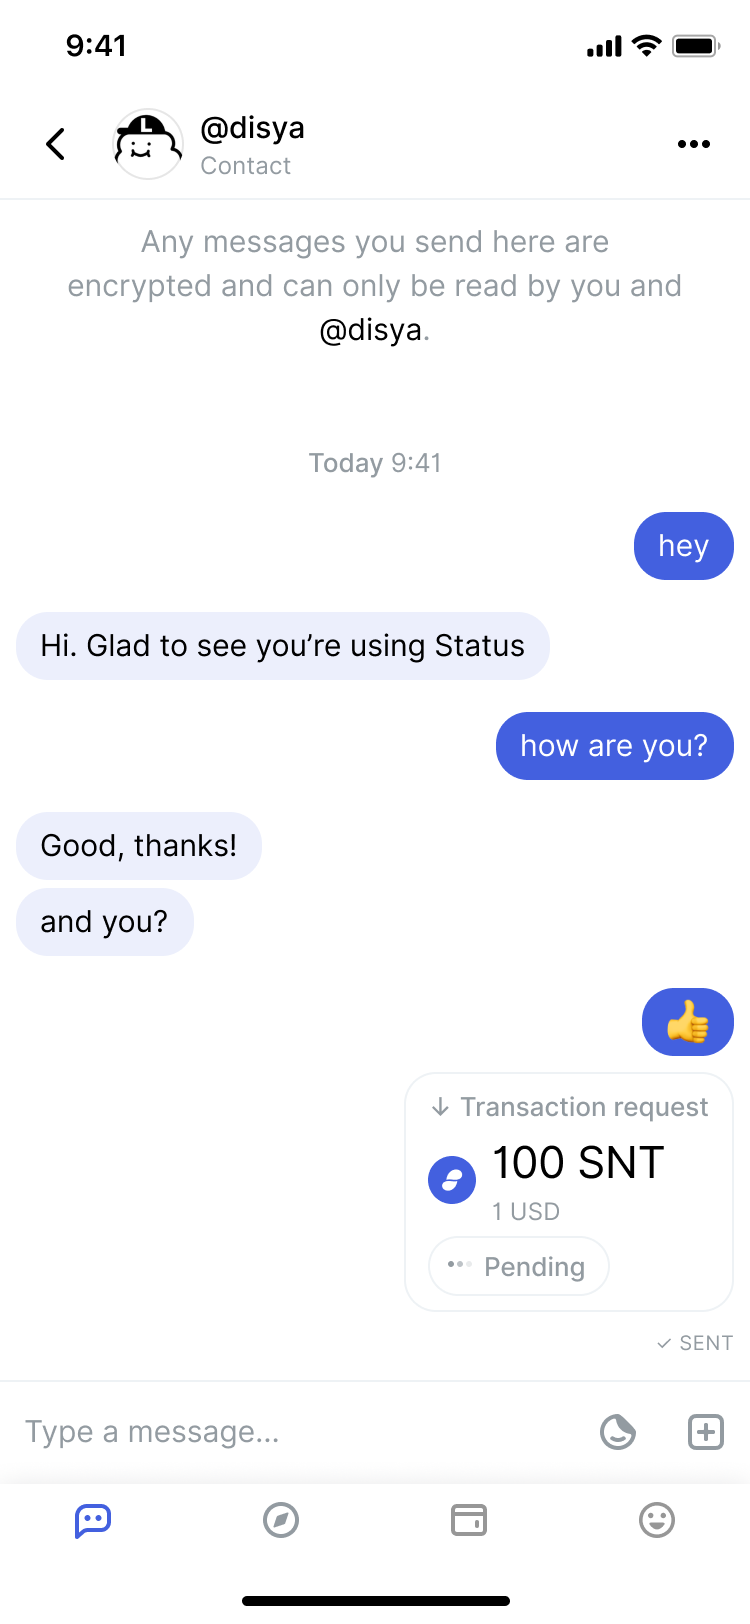 9:41
L
@disya
Contact
Any messages you send here are
encrypted and can only be read by you and
@disya.
Today 9:41
hey
Hi. Glad to see you’re using Status
how are you?
Good, thanks!
and you?
Transaction request
100 SNT
1 USD
Pending
SENT
Type a message...